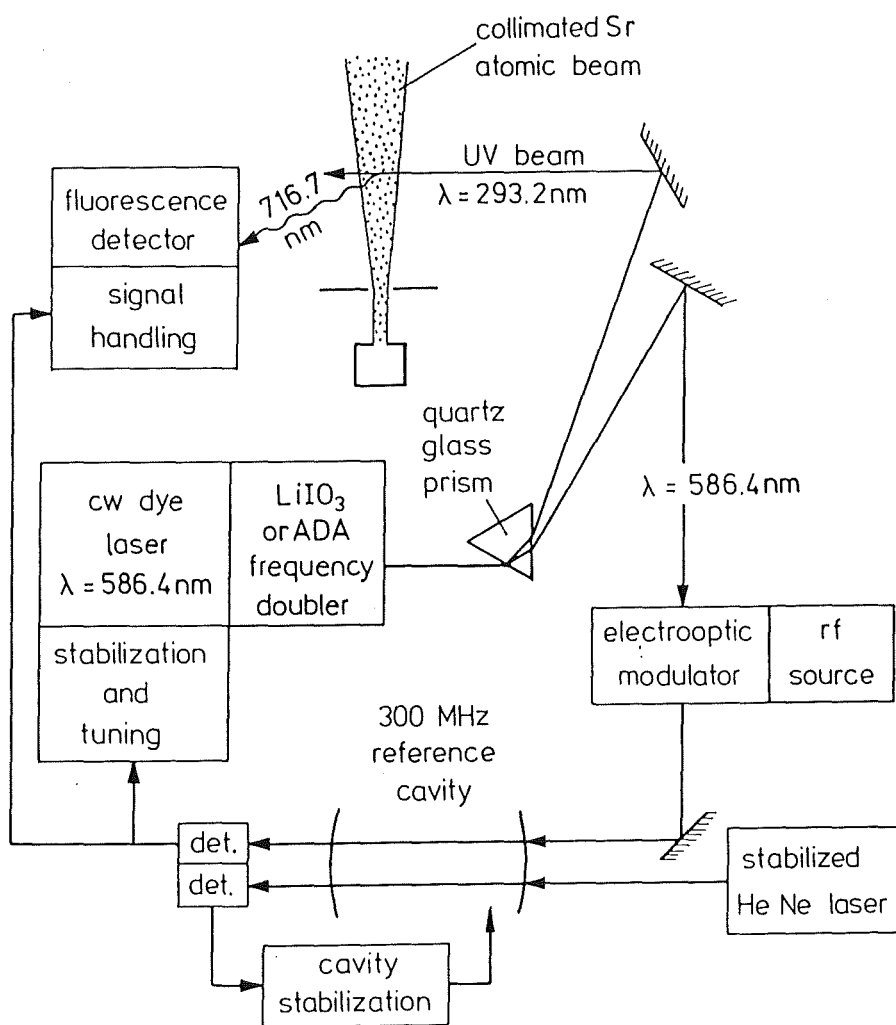 collimated Sr
atomic beam
UV beam
λ = 293.2nm
716.7
nm
fluorescence
detector
signal
handling
quartz
glass
prism
λ = 586.4nm
cw dye
laser
λ = 586.4nm
LiIO₃
or ADA
frequency
doubler
stabilization
and
tuning
electrooptic
modulator
rf
source
300 MHz
reference
cavity
det.
det.
stabilized
He Ne laser
cavity
stabilization